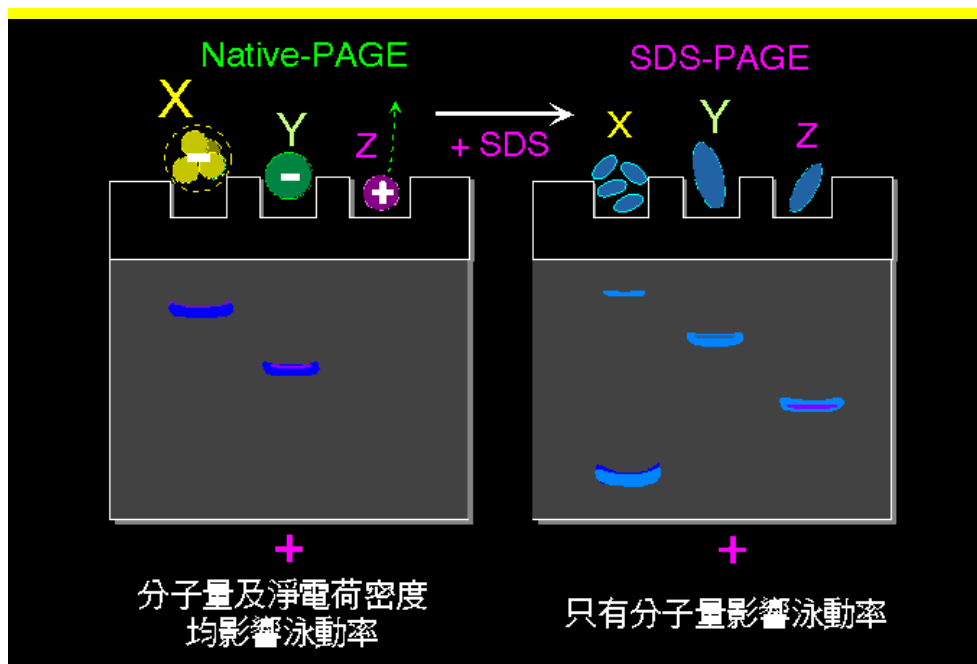 Native-PAGE
SDS-PAGE
X
Y
Z
+ SDS
X
Y
Z
-
-
+
+
+
分子量及淨電荷密度
均影響泳動率
只有分子量影響泳動率